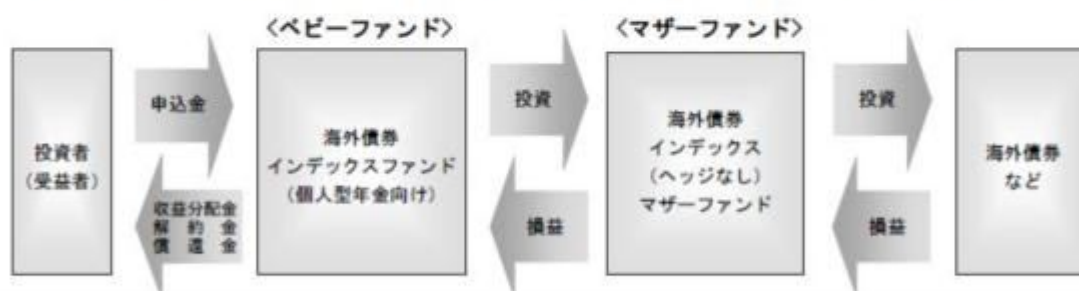 〈ベビーファンド〉
〈マザーファンド〉
投資者
(受益者)
申込金
収益分配金
解約金
償還金
海外債券
インデックスファンド
(個人型年金向け)
投資
損益
海外債券
インデックス
(ヘッジなし)
マザーファンド
投資
損益
海外債券
など